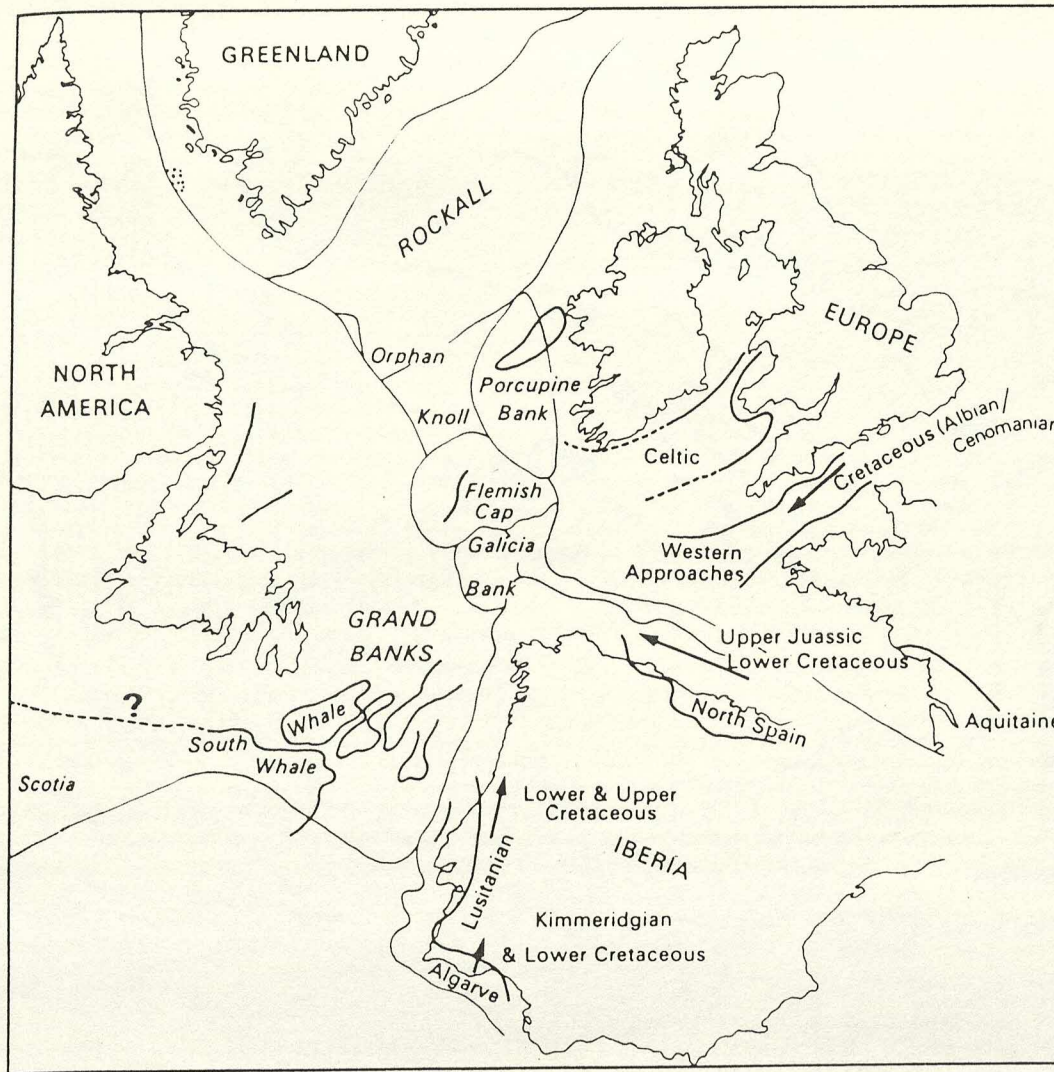 GREENLAND
ROCKALL
EUROPE
NORTH
AMERICA
Orphan
Knoll
Porcupine
Bank
Celtic
Cretaceous (Albian/
Cenomanian
Flemish
Cap
Galicia
Bank
Western
Approaches
GRAND
BANKS
Upper Juassic
Lower Cretaceous
North Spain
Aquitaine
?
Whale
South
Whale
Scotia
Lower & Upper
Cretaceous
IBERÍA
Lusitanian
Kimmeridgian
& Lower Cretaceous
Algarve